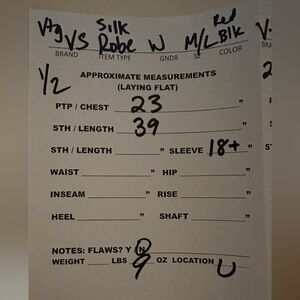 Vtg VS Silk Robe W M/L Red Blk V-
BRAND ITEM TYPE GNDR SZ COLOR BRA
1/2 APPROXIMATE MEASUREMENTS 2
(LAYING FLAT)
PTP / CHEST 23 " P
STH / LENGTH 39 " S
STH / LENGTH " SLEEVE 18+ " S
WAIST " HIP "
INSEAM " RISE "
HEEL " SHAFT "
NOTES: FLAWS? Y N
WEIGHT LBS 9 OZ LOCATION U